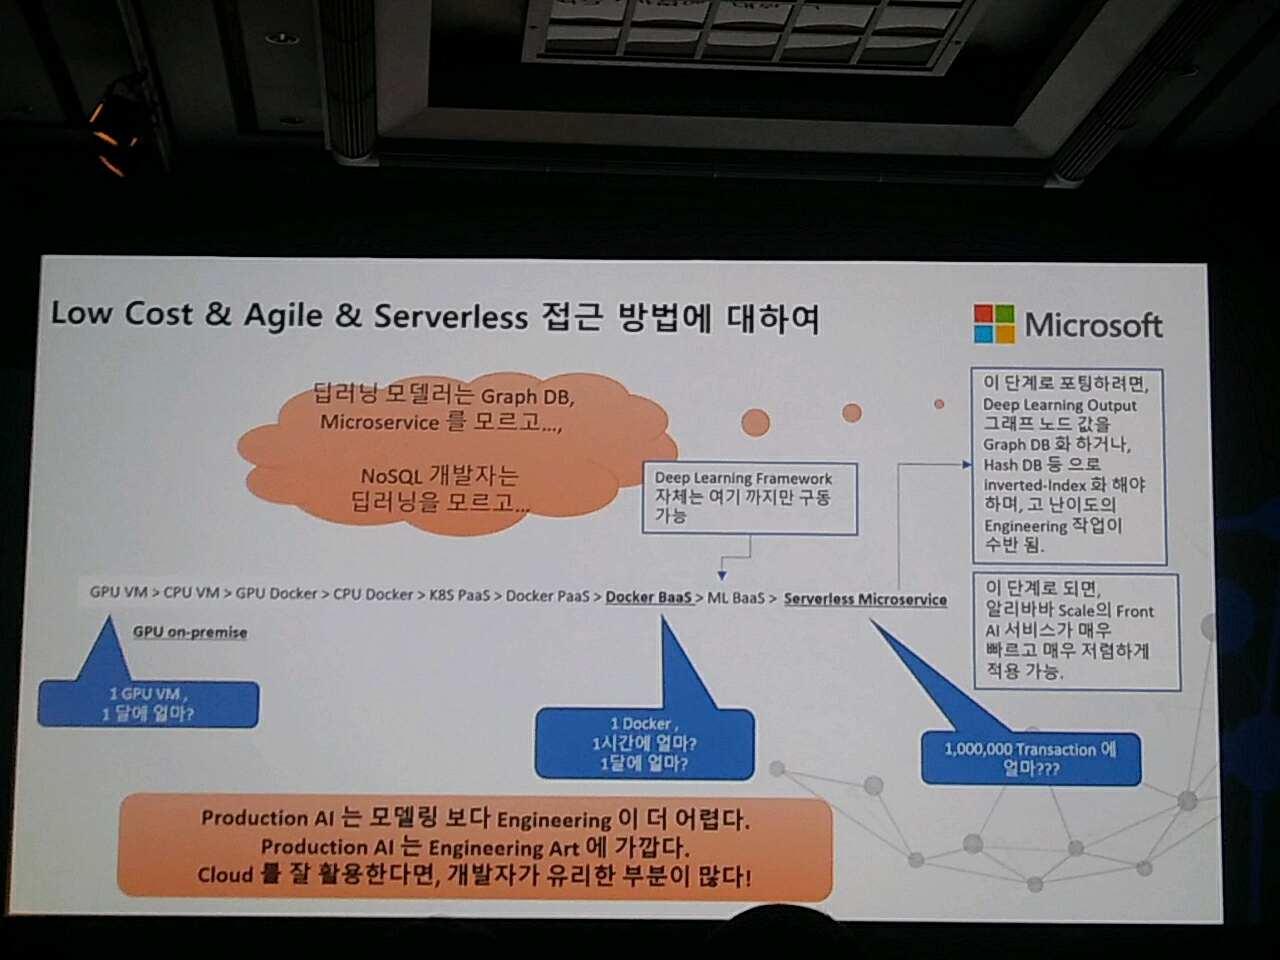 Low Cost & Agile & Serverless 접근 방법에 대하여
Microsoft
딥러닝 모델러는 Graph DB,
Microservice 를 모르고...,
NoSQL 개발자는
딥러닝을 모르고...
Deep Learning Framework
자체는 여기 까지만 구동
가능
이 단계로 포팅하려면,
Deep Learning Output
그래프 노드 값을
Graph DB 화 하거나,
Hash DB 등 으로
inverted-Index 화 해야
하며, 고 난이도의
Engineering 작업이
수반 됨.
GPU VM > CPU VM > GPU Docker > CPU Docker > K8S PaaS > Docker PaaS > Docker BaaS > ML BaaS > Serverless Microservice
GPU on-premise
이 단계로 되면,
알리바바 Scale의 Front
AI 서비스가 매우
빠르고 매우 저렴하게
적용 가능.
1 GPU VM ,
1 달에 얼마?
1 Docker ,
1시간에 얼마?
1달에 얼마?
1,000,000 Transaction 에
얼마???
Production AI 는 모델링 보다 Engineering 이 더 어렵다.
Production AI 는 Engineering Art 에 가깝다.
Cloud 를 잘 활용한다면, 개발자가 유리한 부분이 많다!